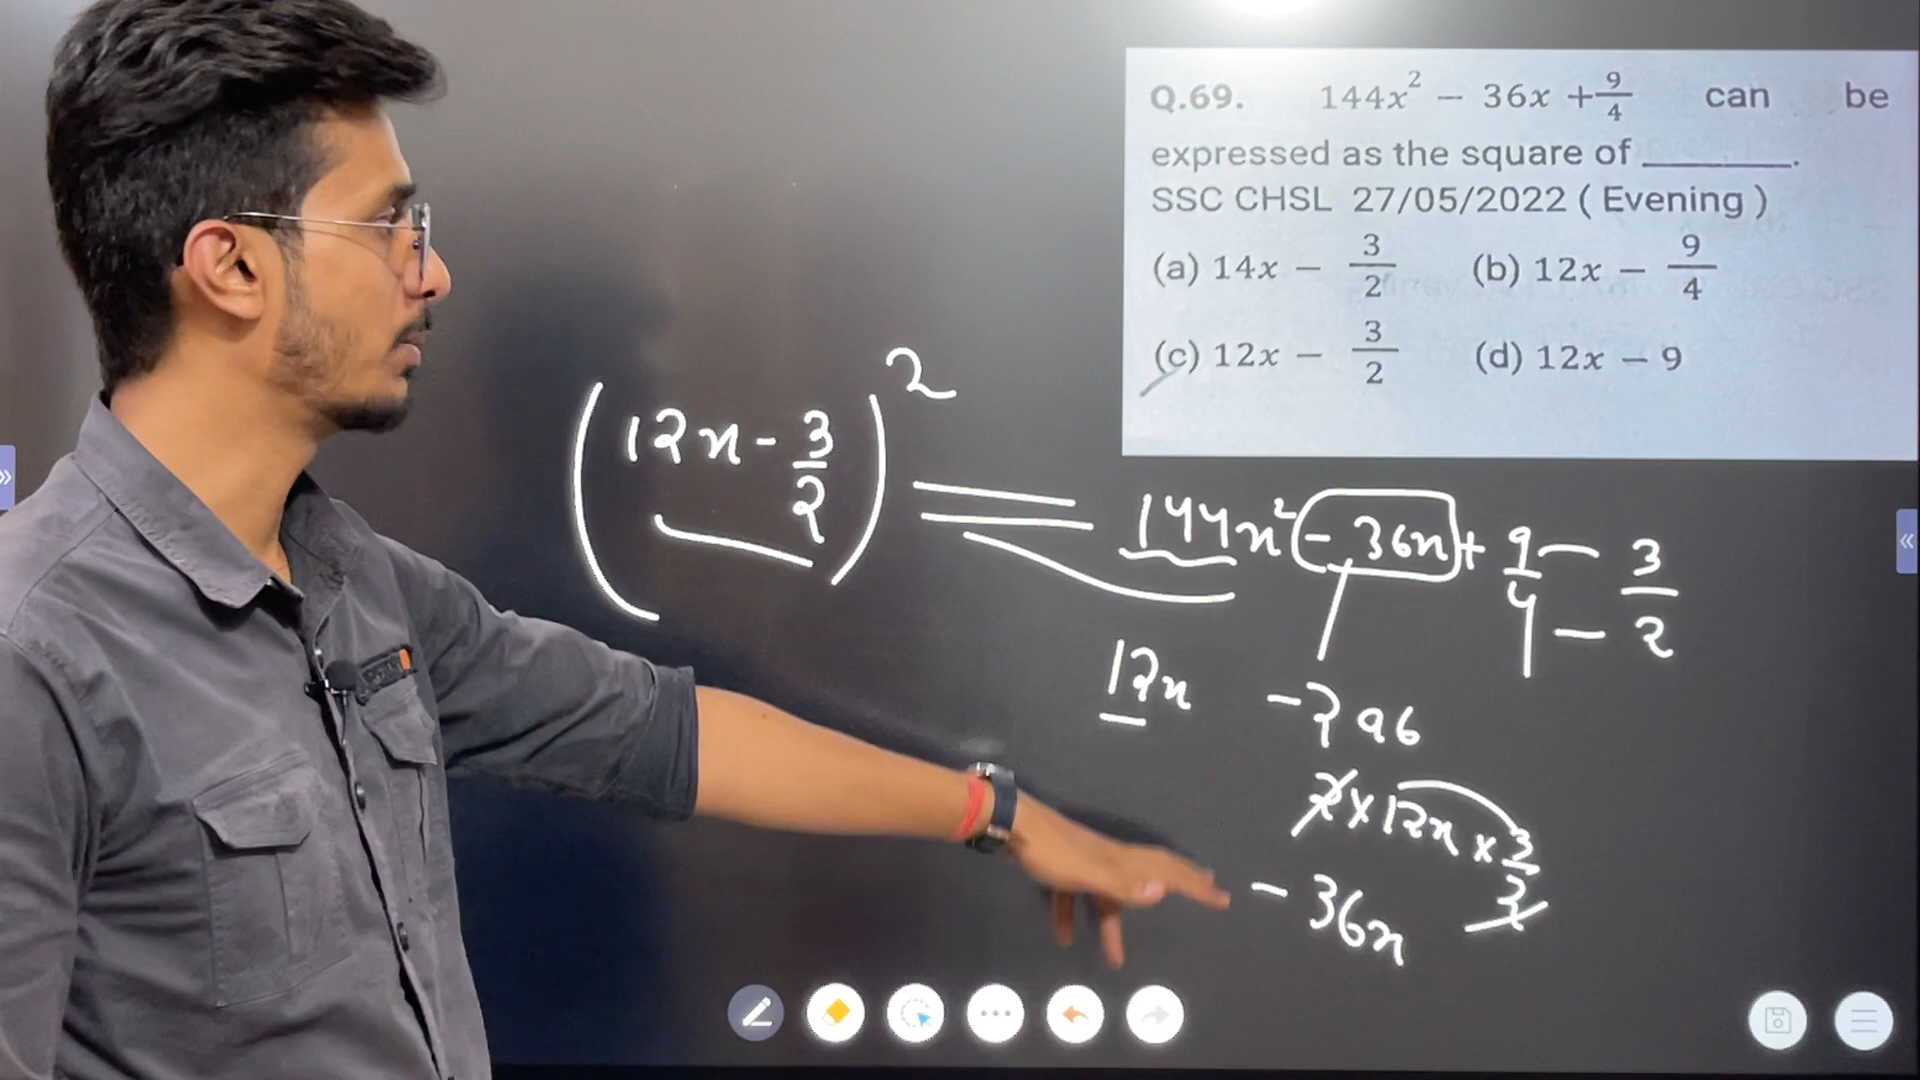 Q.69. 144x² − 36x + 9/4 can be
expressed as the square of ________.
SSC CHSL 27/05/2022 ( Evening )
(a) 14x − 3/2 (b) 12x − 9/4
(c) 12x − 3/2 (d) 12x − 9
(12x - 3/2)² = 144x² - 36x + 9/4 — 3/2
12x - 2ab
2 x 12x x 3/2
- 36x